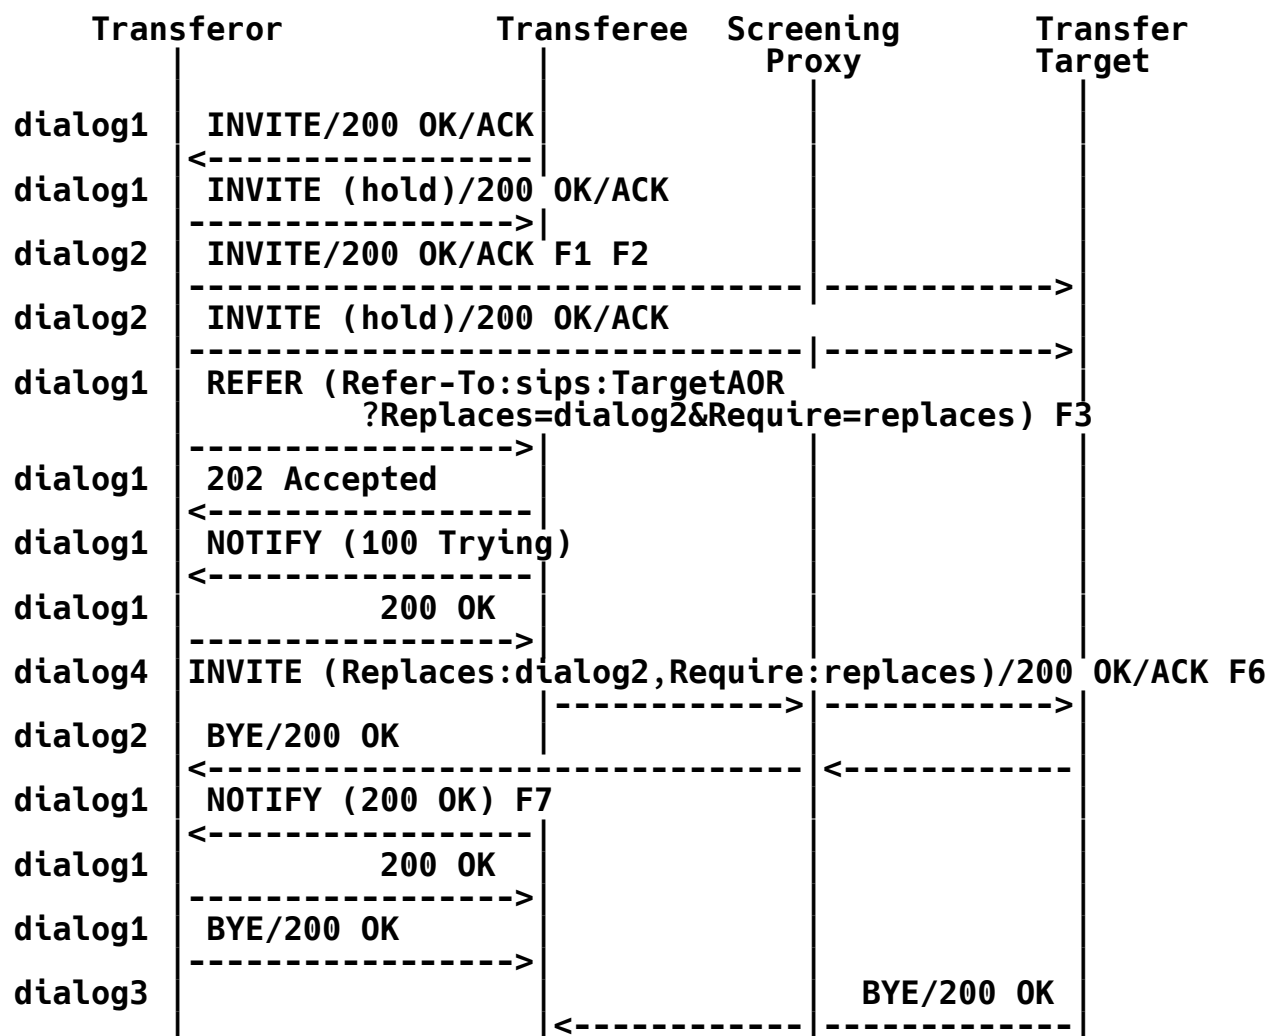 Transferor Transferee Screening Transfer
Proxy Target
dialog1 INVITE/200 OK/ACK
<-----------------
dialog1 INVITE (hold)/200 OK/ACK
----------------->
dialog2 INVITE/200 OK/ACK F1 F2
--------------------------------|------------>
dialog2 INVITE (hold)/200 OK/ACK
--------------------------------|------------>
dialog1 REFER (Refer-To:sips:TargetAOR
?Replaces=dialog2&Require=replaces) F3
----------------->
dialog1 202 Accepted
<-----------------
dialog1 NOTIFY (100 Trying)
<-----------------
dialog1 200 OK
----------------->
dialog4 INVITE (Replaces:dialog2,Require:replaces)/200 OK/ACK F6
------------>|------------>
dialog2 BYE/200 OK
<-------------------------------|<------------
dialog1 NOTIFY (200 OK) F7
<-----------------
dialog1 200 OK
----------------->
dialog1 BYE/200 OK
----------------->
dialog3 BYE/200 OK
<------------|-------------